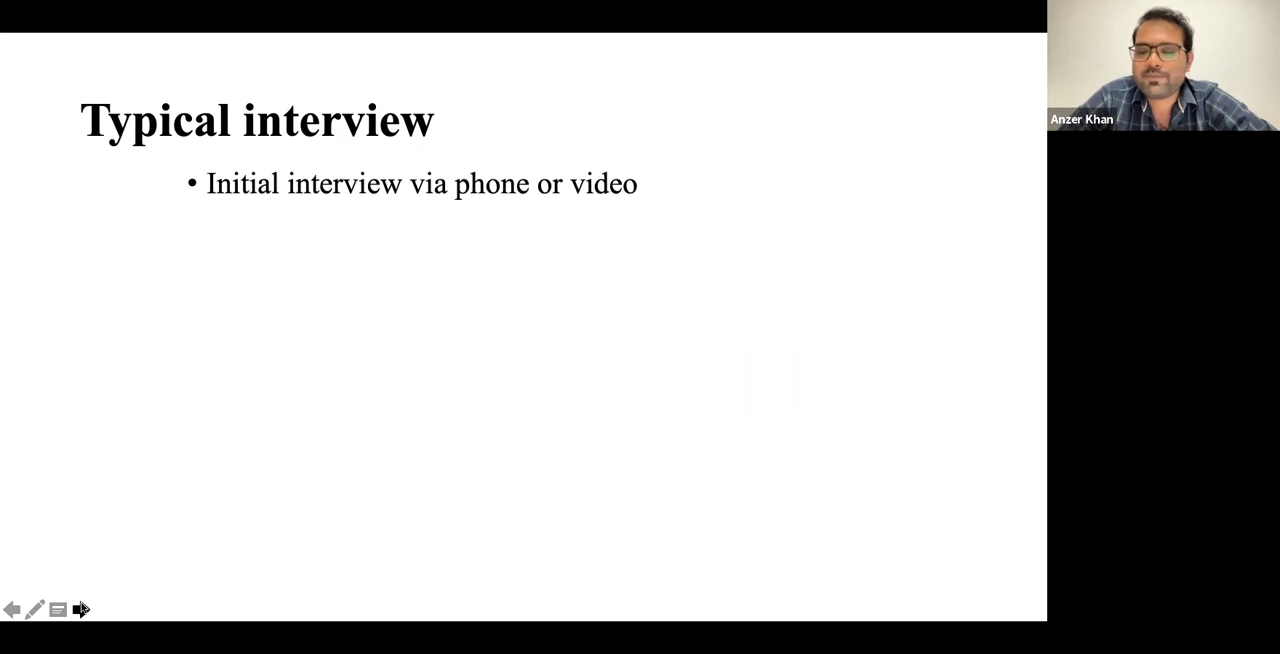 Typical interview
• Initial interview via phone or video
Anzer Khan